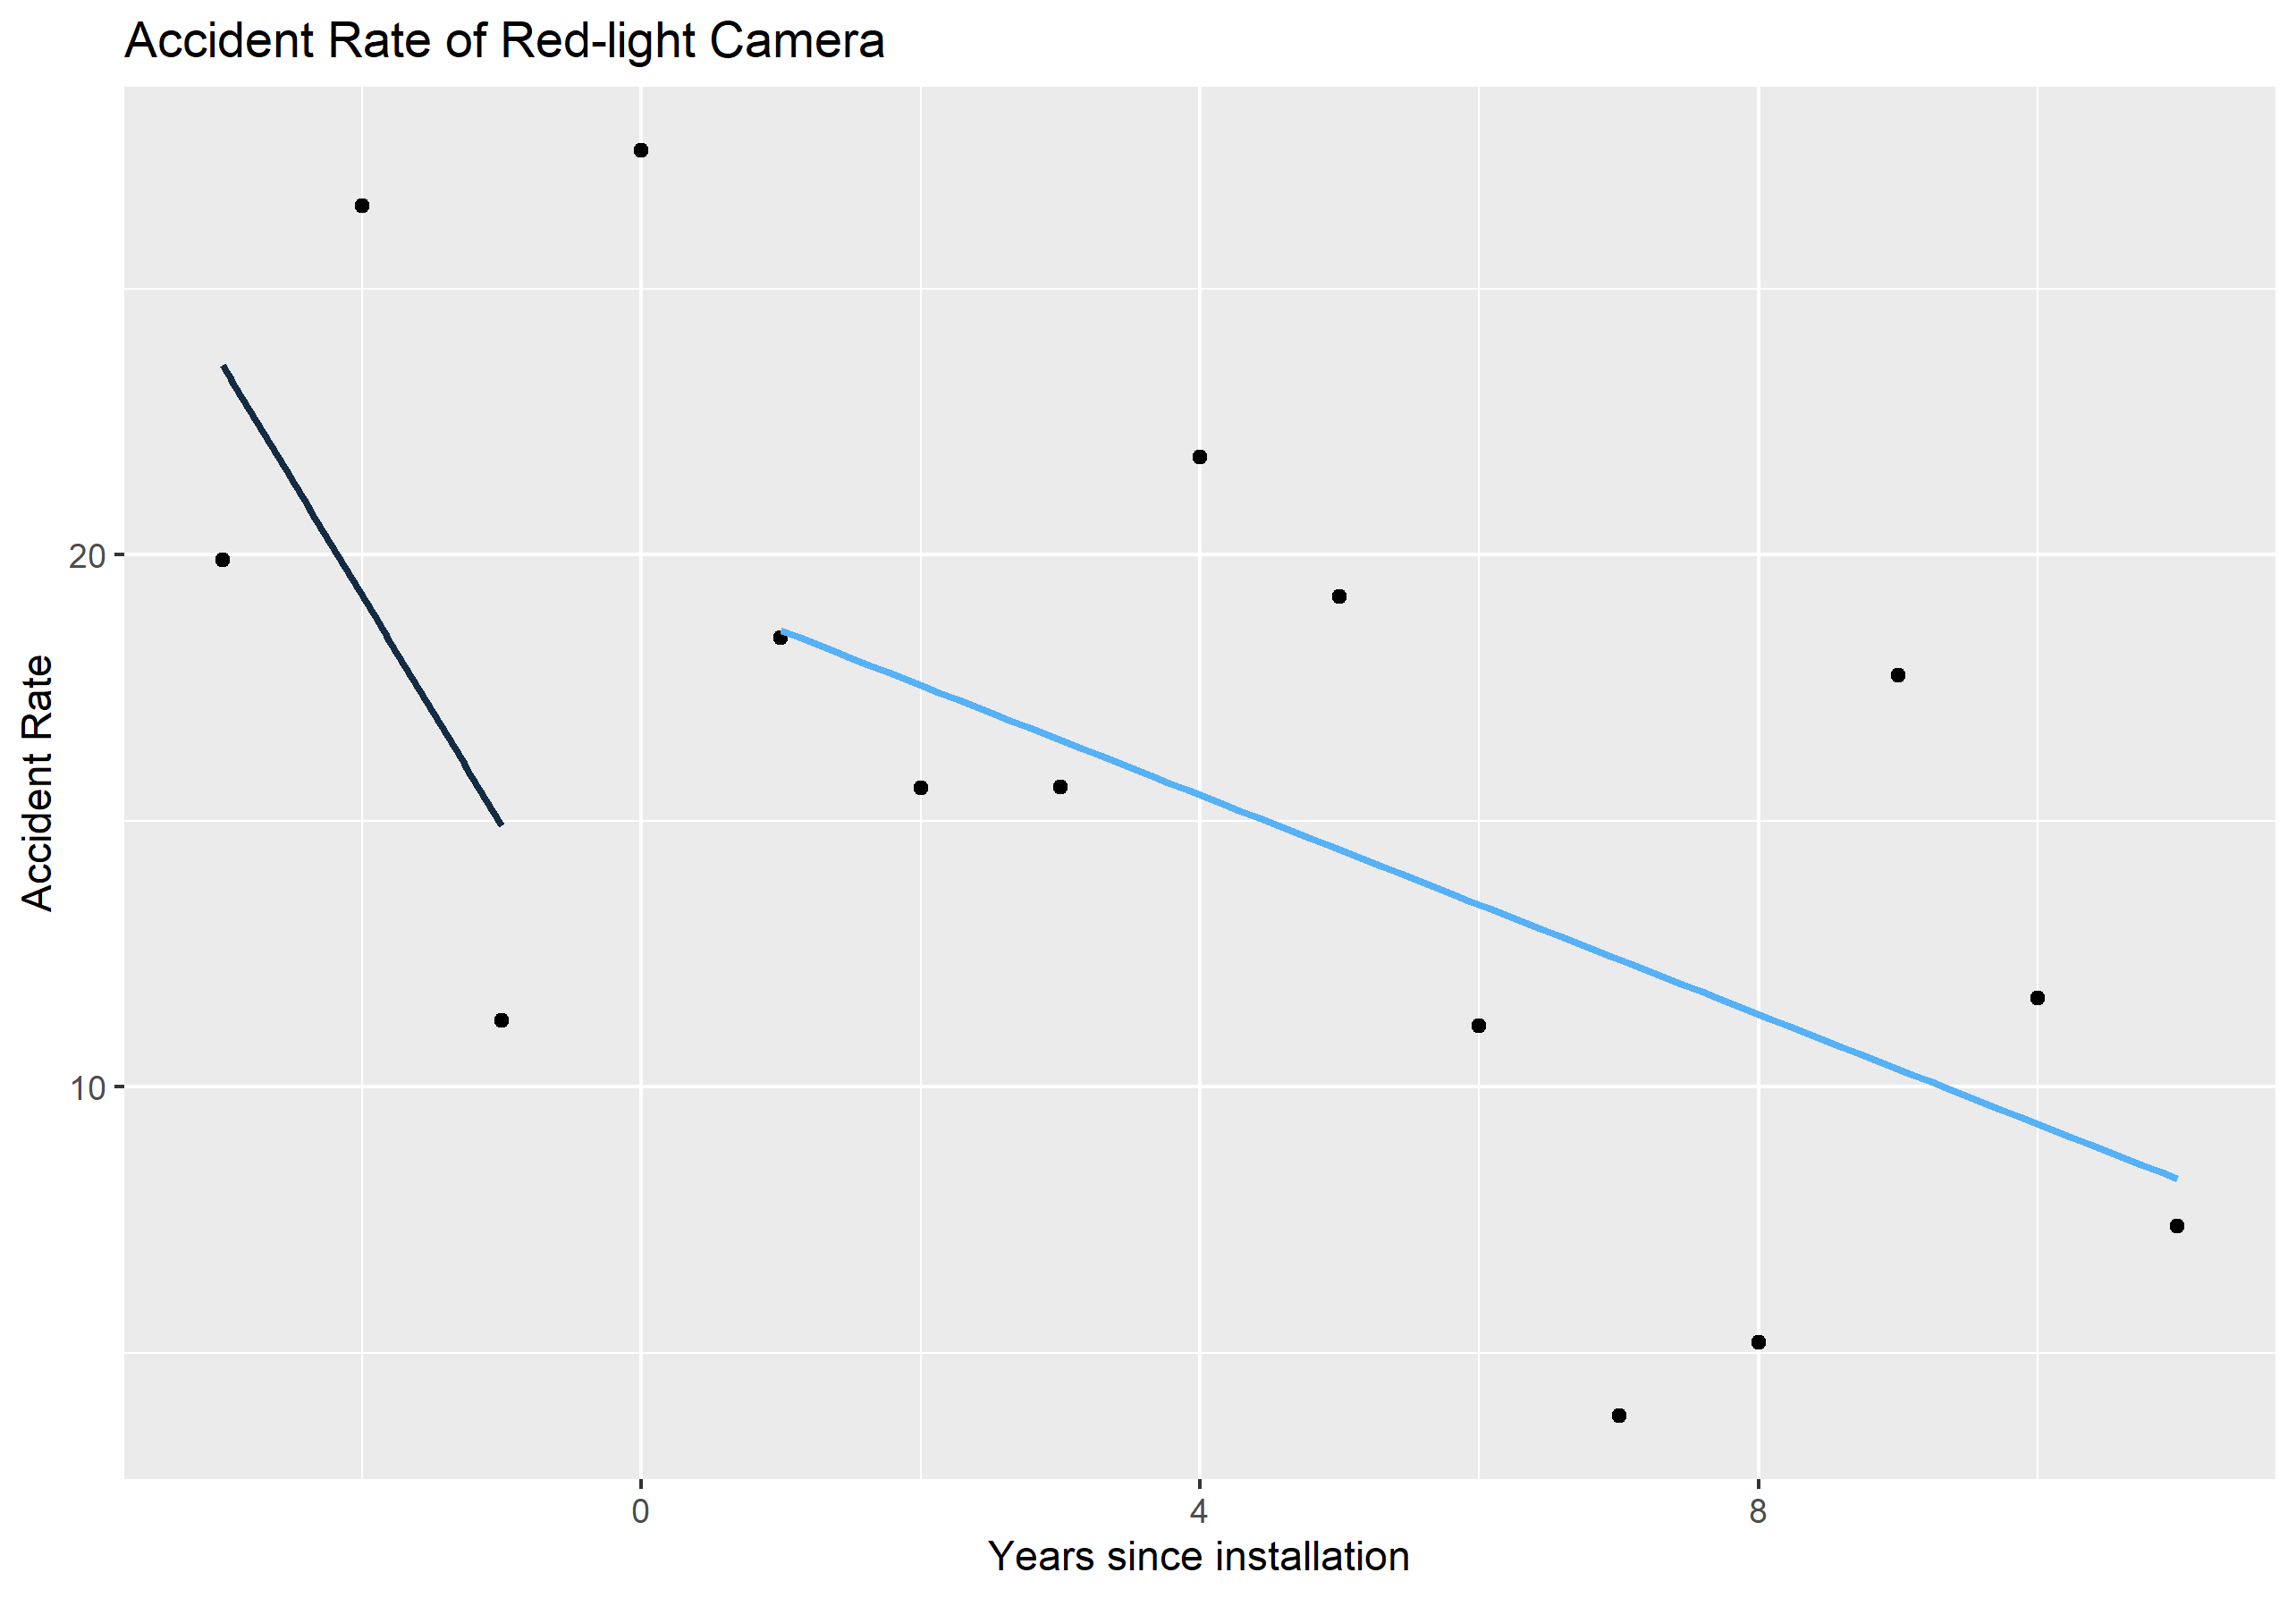 Accident Rate of Red-light Camera
Accident Rate
20
10
0
4
8
Years since installation